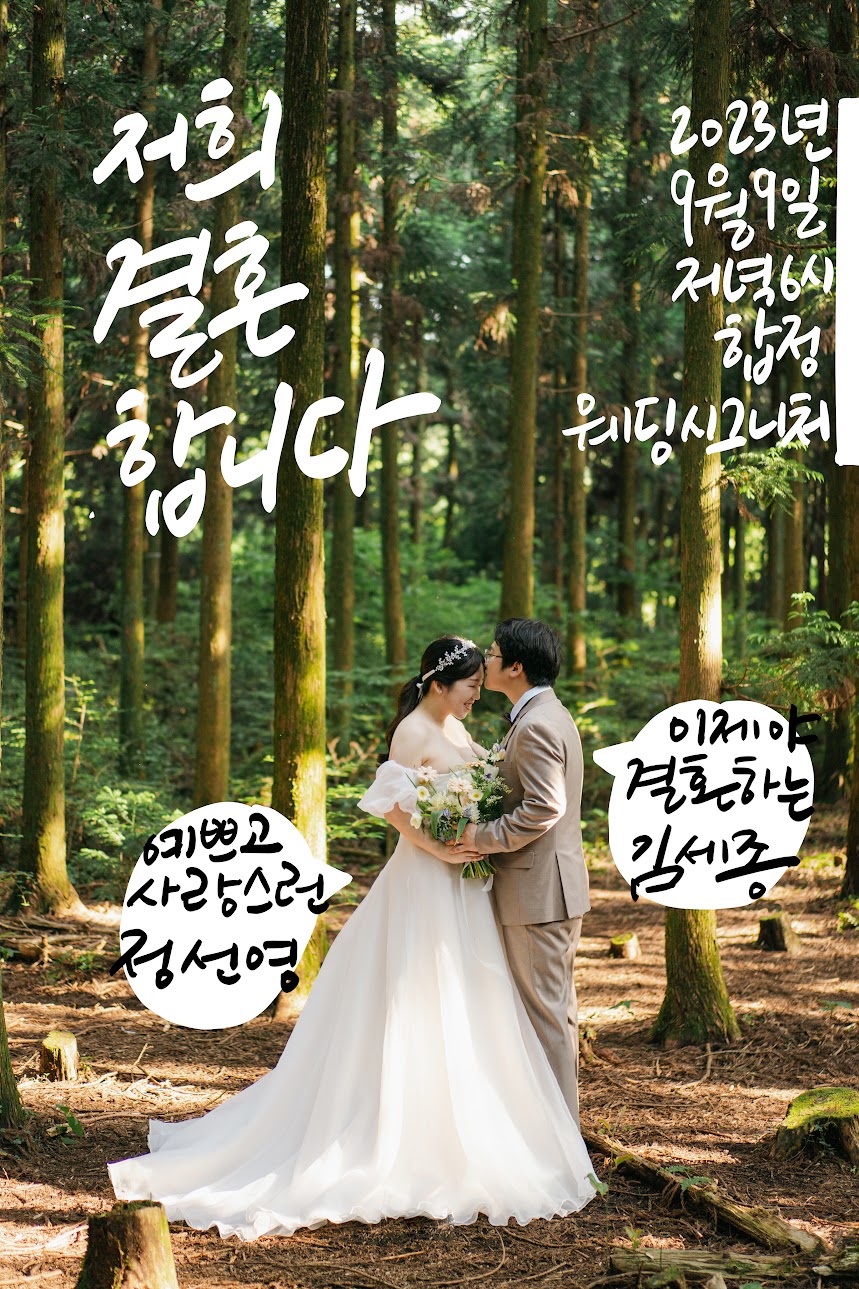 저희
결혼
합니다
2023년
9월9일
저녁6시
합정
웨딩시그니처
이제야
결혼하는
김세종
예쁘고
사랑스런
정선영